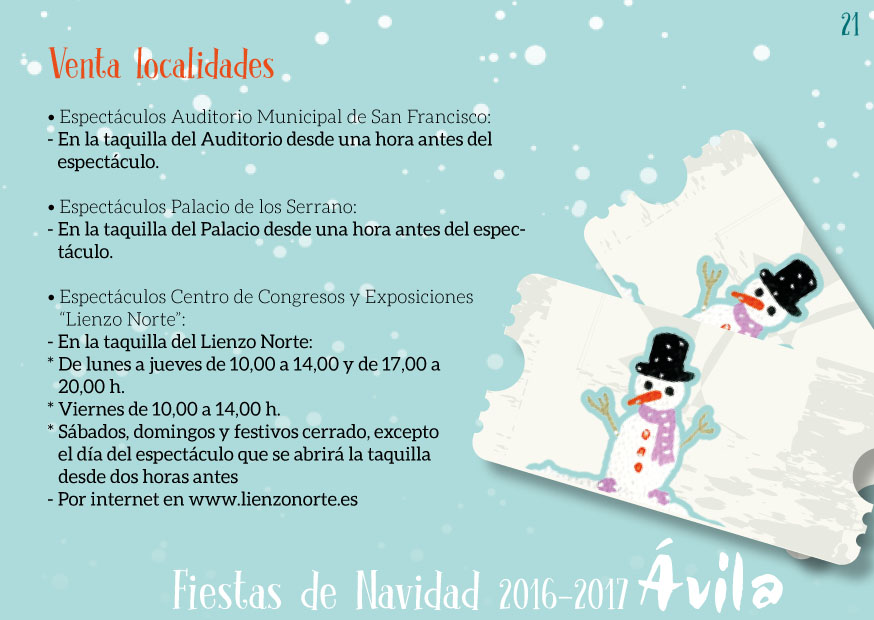 21
Venta localidades
• Espectáculos Auditorio Municipal de San Francisco:
- En la taquilla del Auditorio desde una hora antes del
espectáculo.
• Espectáculos Palacio de los Serrano:
- En la taquilla del Palacio desde una hora antes del espec-
táculo.
• Espectáculos Centro de Congresos y Exposiciones
“Lienzo Norte”:
- En la taquilla del Lienzo Norte:
* De lunes a jueves de 10,00 a 14,00 y de 17,00 a
20,00 h.
* Viernes de 10,00 a 14,00 h.
* Sábados, domingos y festivos cerrado, excepto
el día del espectáculo que se abrirá la taquilla
desde dos horas antes
- Por internet en www.lienzonorte.es
Fiestas de Navidad 2016-2017 Ávila